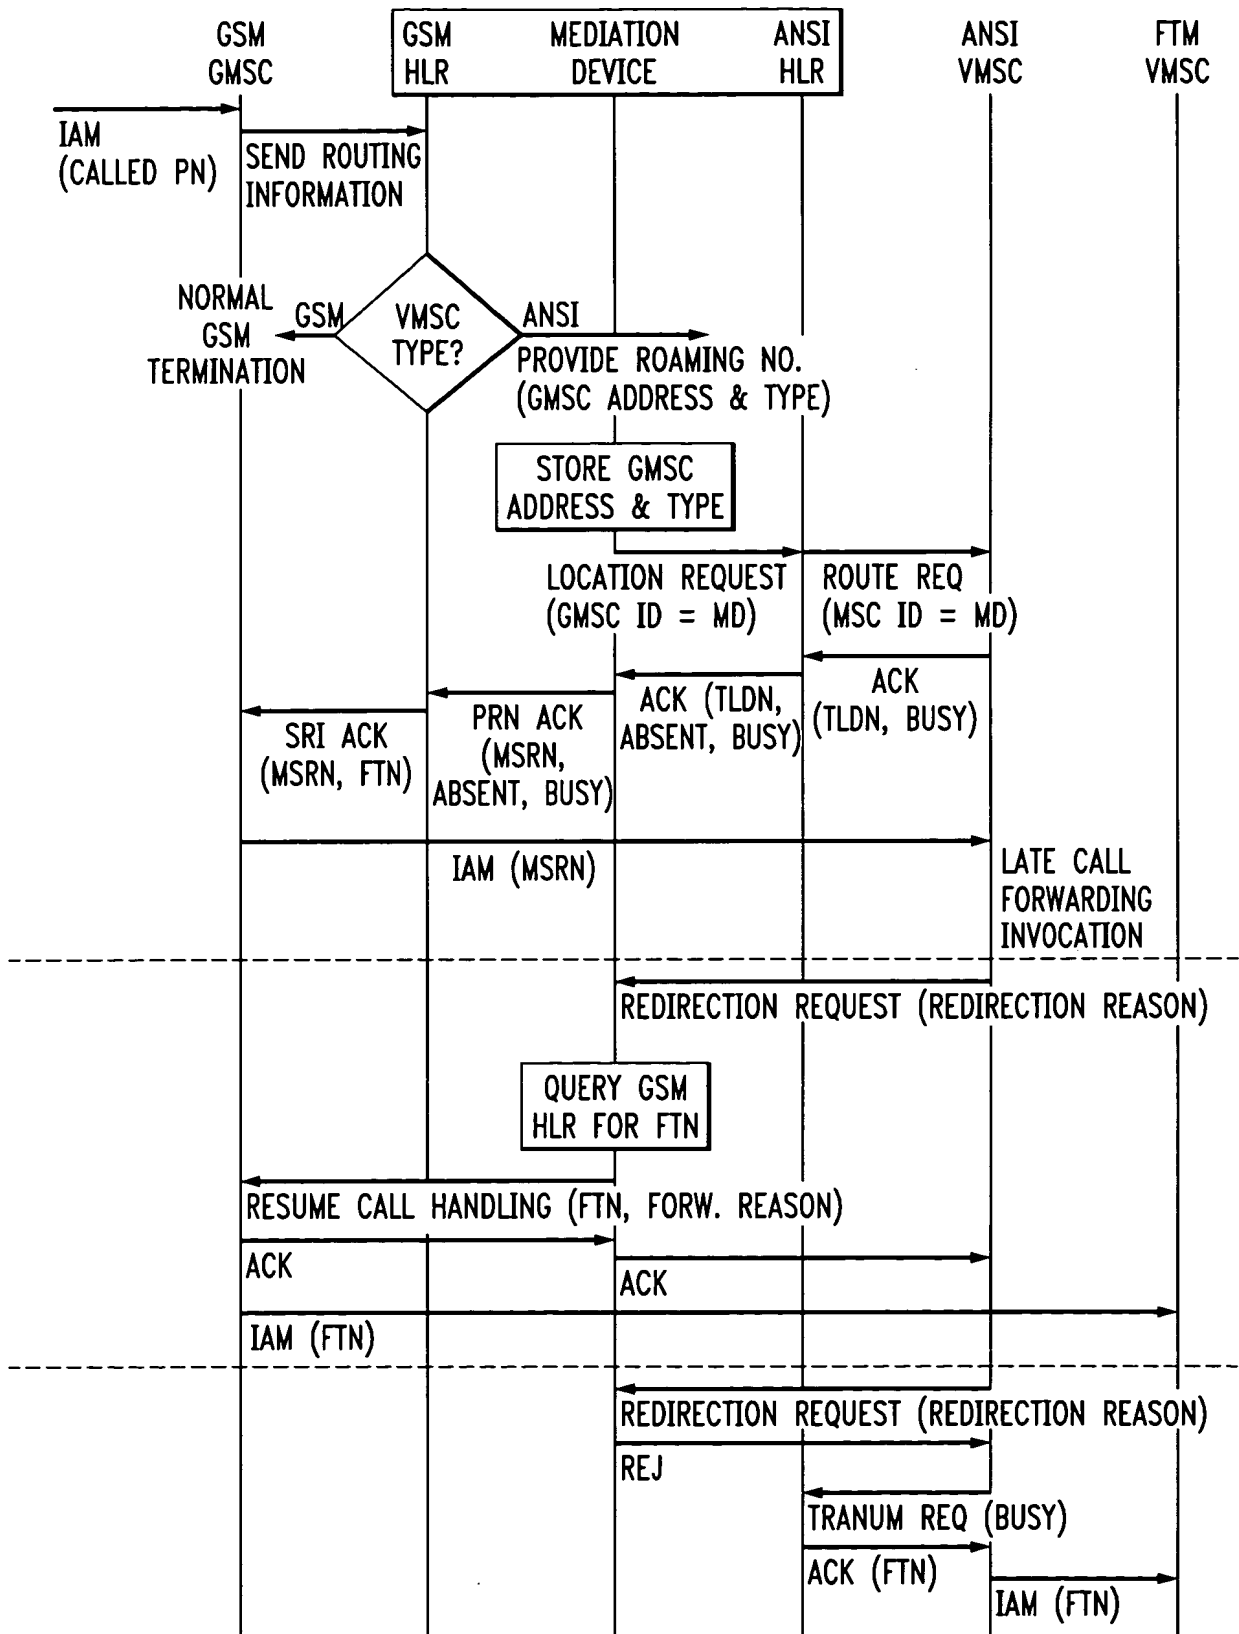 GSM
GMSC
GSM
HLR
MEDIATION
DEVICE
ANSI
HLR
ANSI
VMSC
FTM
VMSC
IAM
(CALLED PN)
SEND ROUTING
INFORMATION
NORMAL
GSM
TERMINATION
GSM
VMSC
TYPE?
ANSI
PROVIDE ROAMING NO.
(GMSC ADDRESS & TYPE)
STORE GMSC
ADDRESS & TYPE
LOCATION REQUEST
(GMSC ID = MD)
ROUTE REQ
(MSC ID = MD)
ACK
(TLDN, BUSY)
ACK (TLDN,
ABSENT, BUSY)
PRN ACK
(MSRN,
ABSENT, BUSY)
SRI ACK
(MSRN, FTN)
IAM (MSRN)
LATE CALL
FORWARDING
INVOCATION
REDIRECTION REQUEST (REDIRECTION REASON)
QUERY GSM
HLR FOR FTN
RESUME CALL HANDLING (FTN, FORW. REASON)
ACK
ACK
IAM (FTN)
REDIRECTION REQUEST (REDIRECTION REASON)
REJ
TRANUM REQ (BUSY)
ACK (FTN)
IAM (FTN)